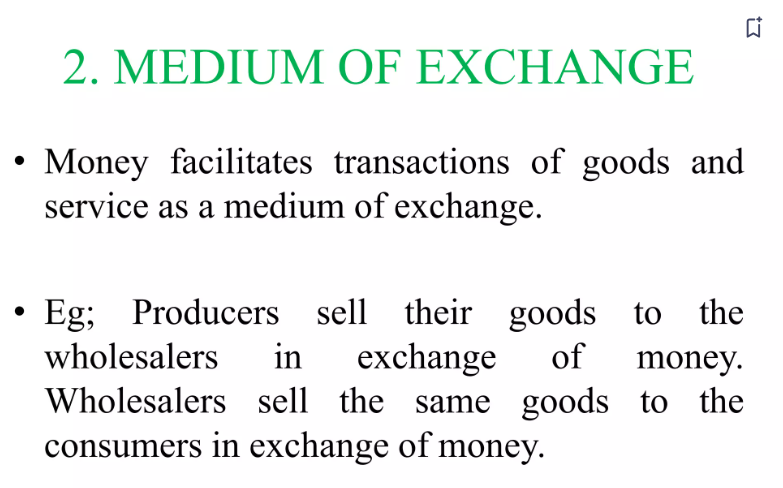 2. MEDIUM OF EXCHANGE
• Money facilitates transactions of goods and
service as a medium of exchange.
• Eg; Producers sell their goods to the
wholesalers in exchange of money.
Wholesalers sell the same goods to the
consumers in exchange of money.